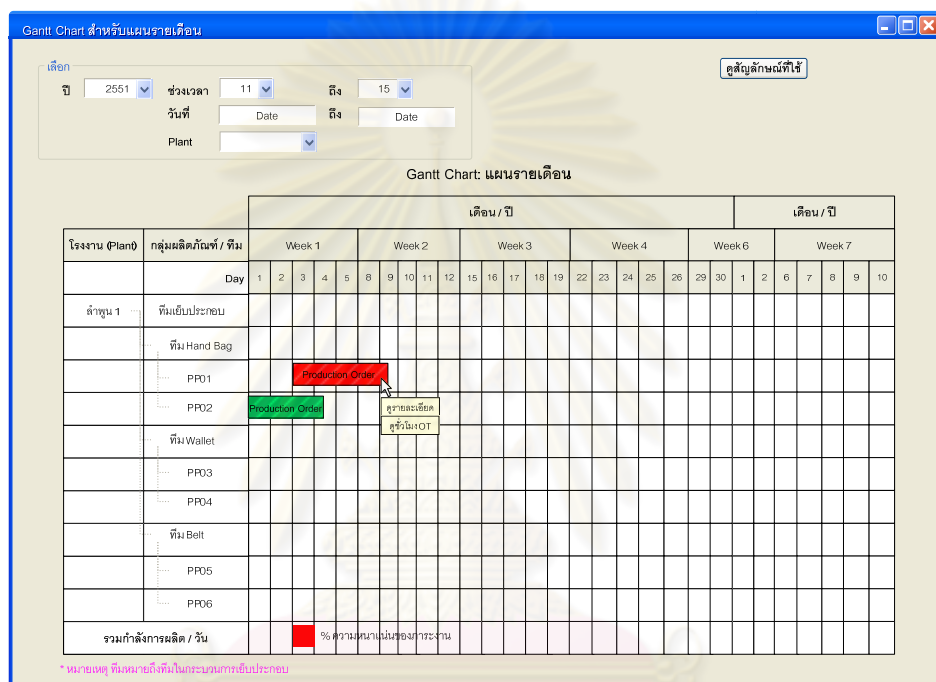 Gantt Chart สำหรับแผนรายเดือน
เลือก
ดูสัญลักษณ์ที่ใช้
ปี 2551 ช่วงเวลา 11 ถึง 15
วันที่ Date ถึง Date
Plant
Gantt Chart: แผนรายเดือน
เดือน / ปี เดือน / ปี
โรงงาน (Plant) กลุ่มผลิตภัณฑ์ / ทีม Week 1 Week 2 Week 3 Week 4 Week 6 Week 7
Day 1 2 3 4 5 8 9 10 11 12 15 16 17 18 19 22 23 24 25 26 29 30 1 2 6 7 8 9 10
ลำพูน 1 ทีมเย็บประกอบ
ทีม Hand Bag
PP01 Production Order
PP02 Production Order ดูรายละเอียด
ดูชั่วโมง OT
ทีม Wallet
PP03
PP04
ทีม Belt
PP05
PP06
รวมกำลังการผลิต / วัน % ความหนาแน่นของภาระงาน
* หมายเหตุ ทีมหมายถึงทีมในกระบวนการเย็บประกอบ